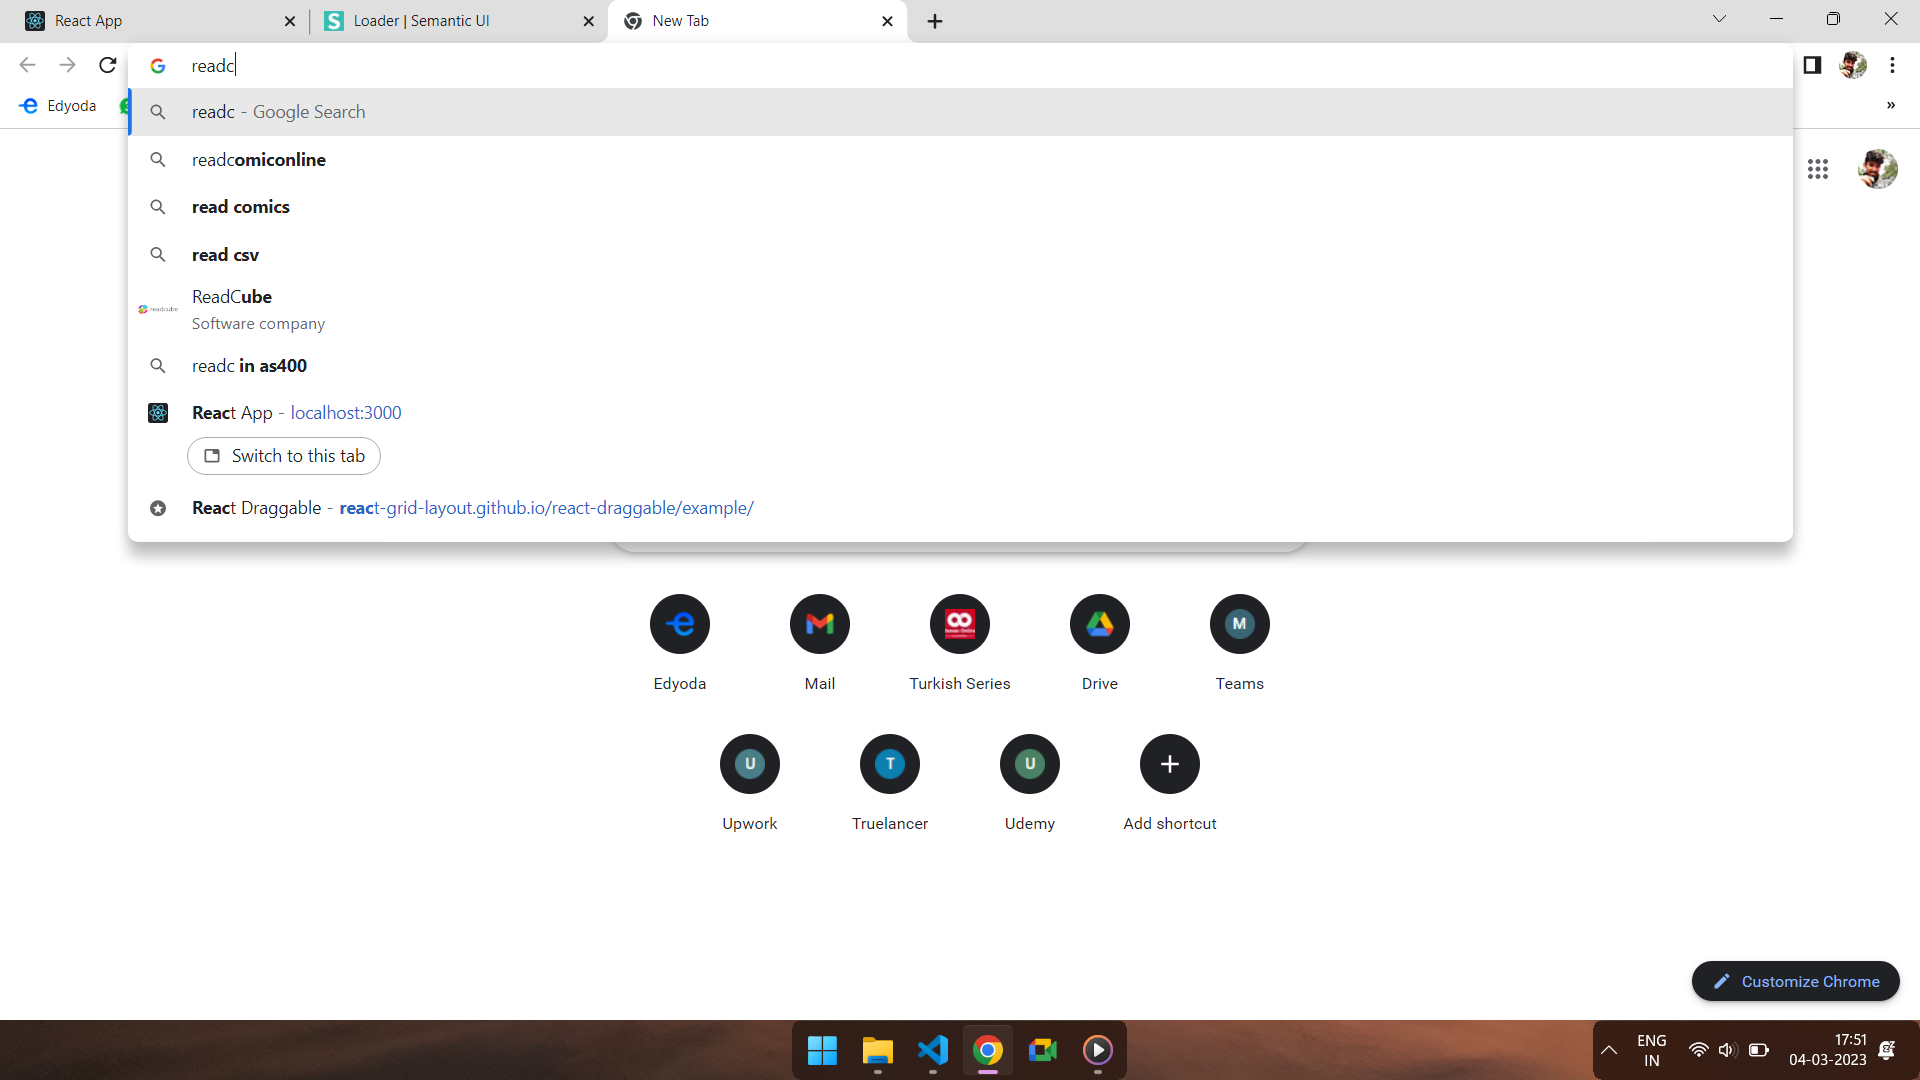 React App
Loader | Semantic UI
New Tab
readc
Edyoda
»
readc - Google Search
readcomiconline
read comics
read csv
readcube
ReadCube
Software company
readc in as400
React App - localhost:3000
Switch to this tab
React Draggable - react-grid-layout.github.io/react-draggable/example/
Edyoda
Mail
Turkish Series
Drive
M
Teams
U
Upwork
T
Truelancer
U
Udemy
Add shortcut
Customize Chrome
ENG
IN
17:51
04-03-2023